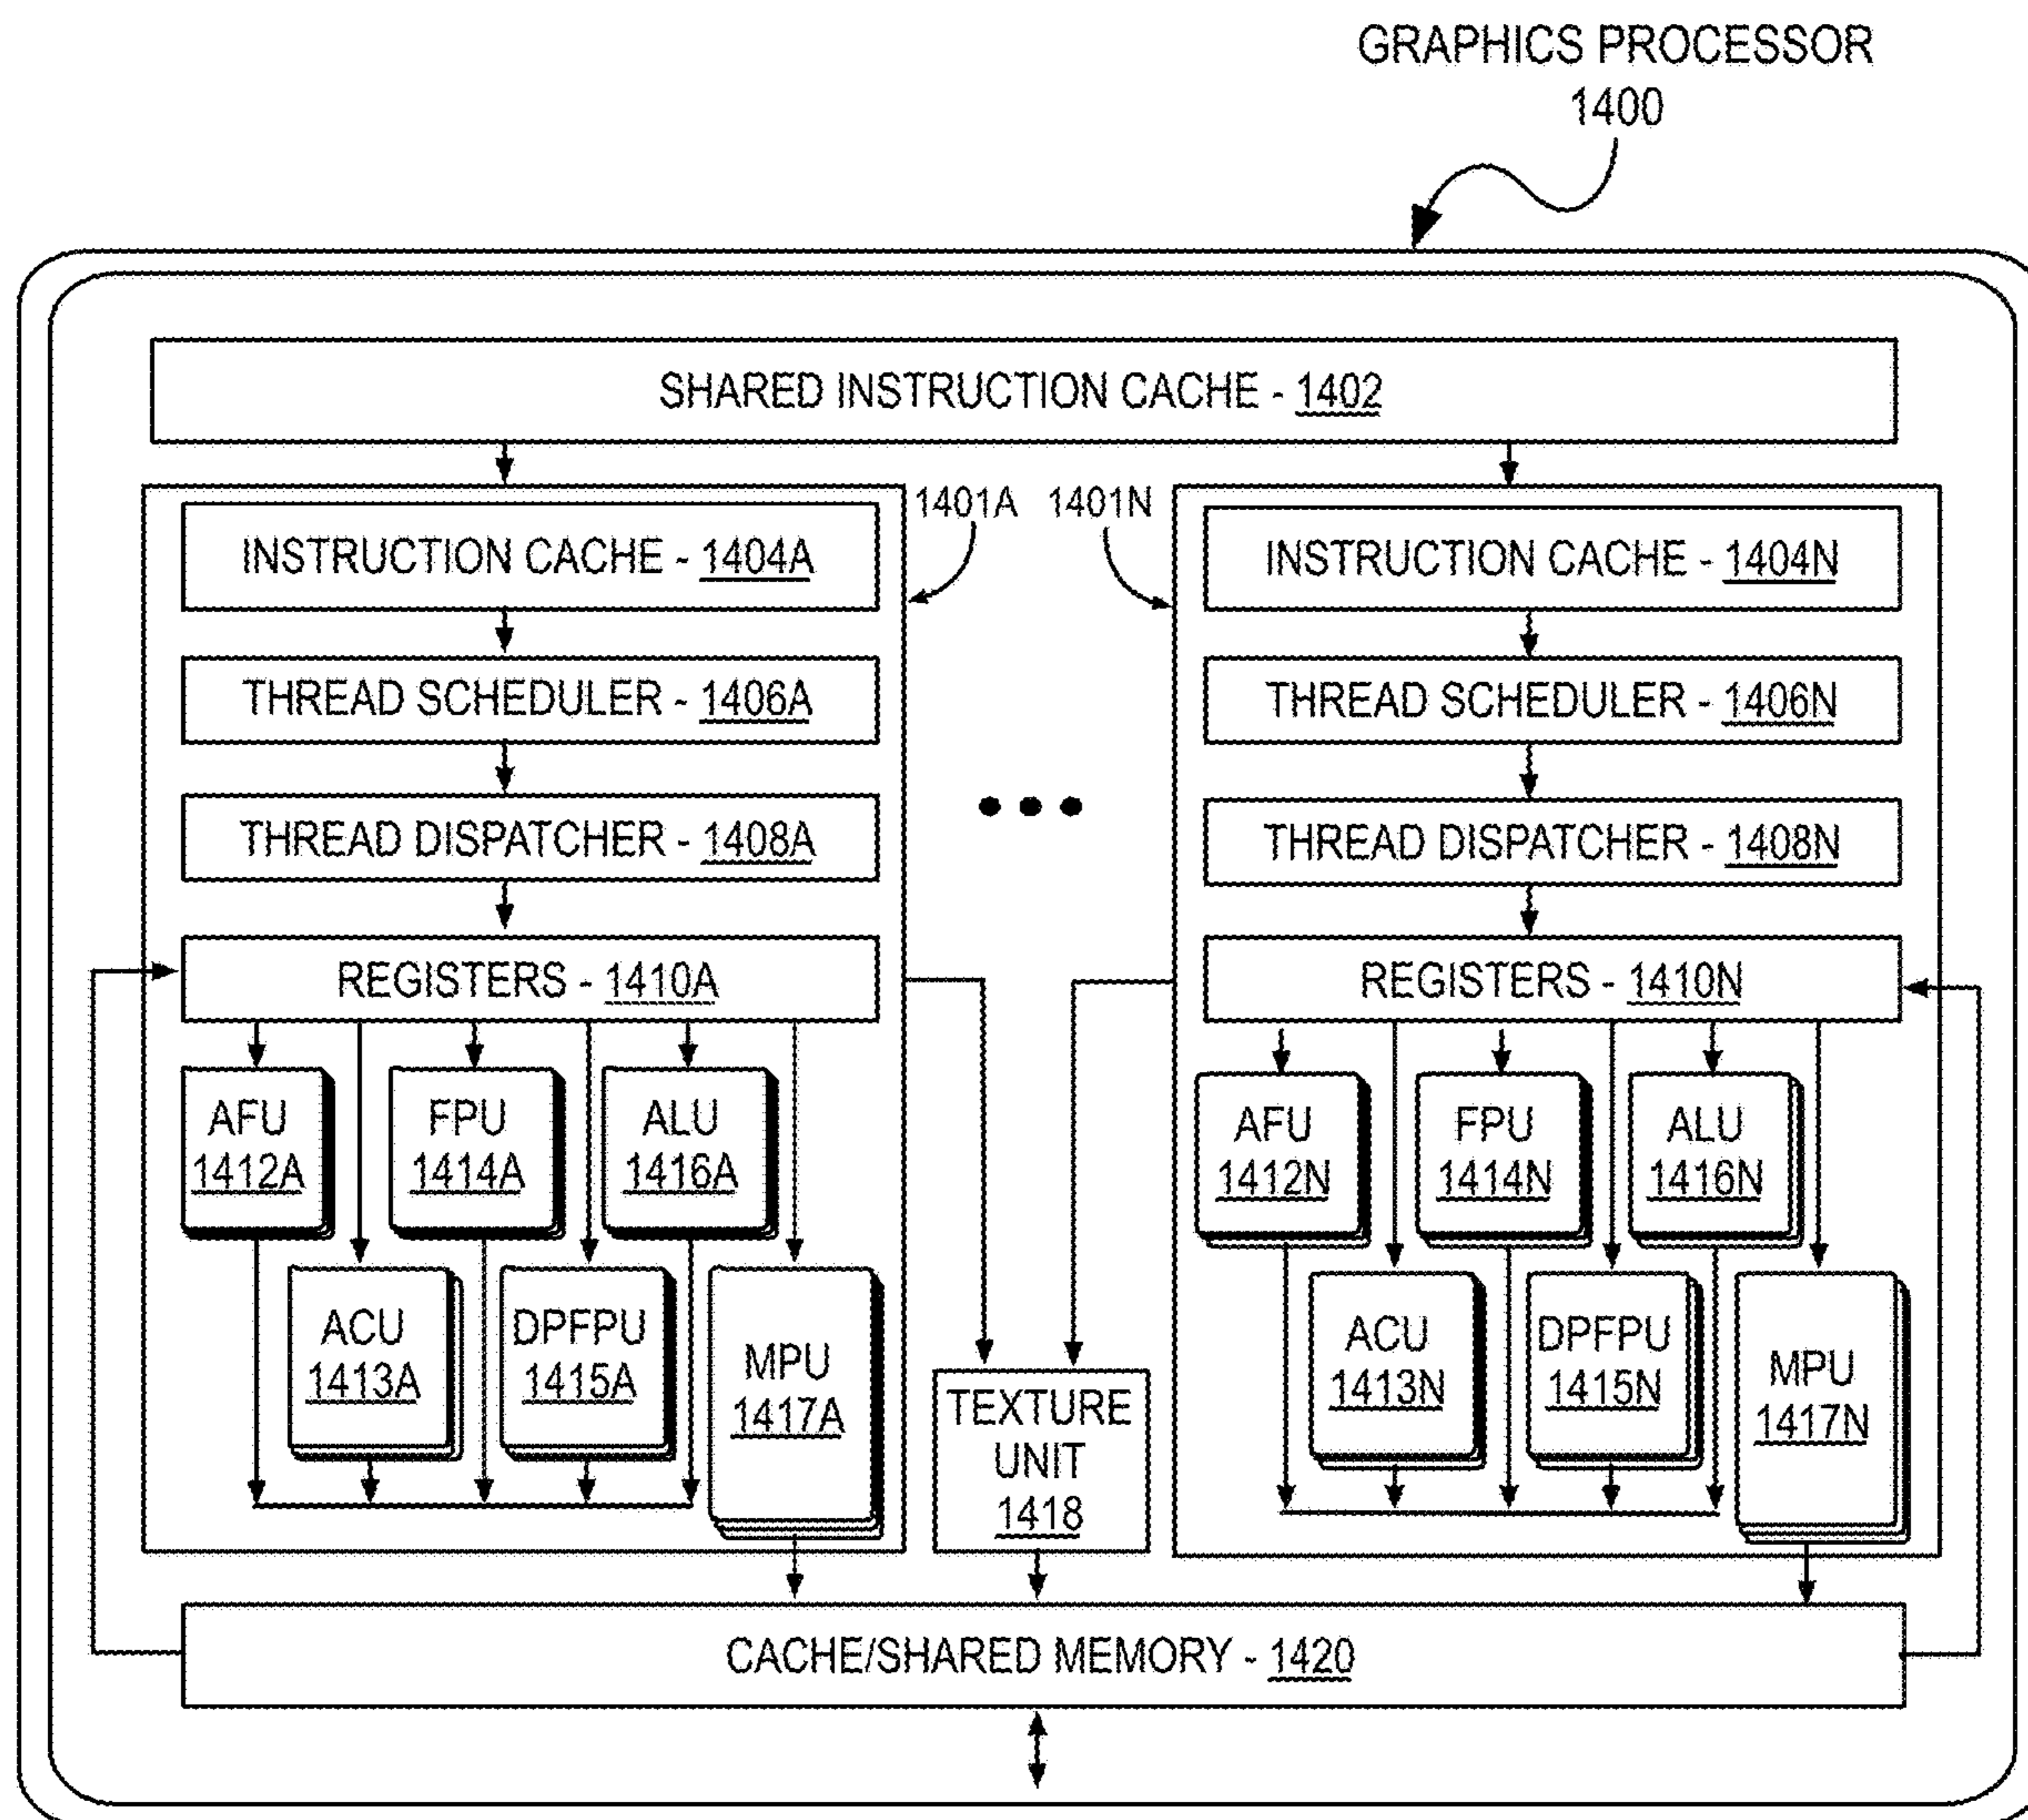 GRAPHICS PROCESSOR
1400
SHARED INSTRUCTION CACHE - 1402
1401A
1401N
INSTRUCTION CACHE - 1404A
THREAD SCHEDULER - 1406A
THREAD DISPATCHER - 1408A
REGISTERS - 1410A
AFU
1412A
FPU
1414A
ALU
1416A
ACU
1413A
DPFPU
1415A
MPU
1417A
TEXTURE
UNIT
1418
INSTRUCTION CACHE - 1404N
THREAD SCHEDULER - 1406N
THREAD DISPATCHER - 1408N
REGISTERS - 1410N
AFU
1412N
FPU
1414N
ALU
1416N
ACU
1413N
DPFPU
1415N
MPU
1417N
CACHE/SHARED MEMORY - 1420